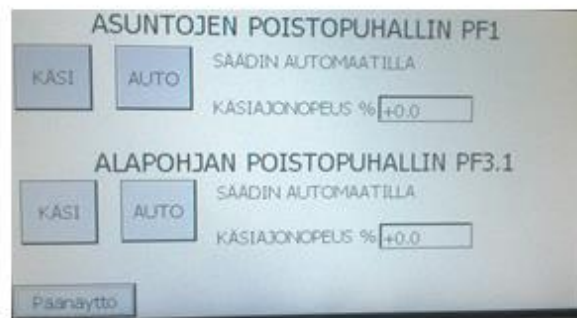 ASUNTOJEN POISTOPUHALLIN PF1
KÄSI AUTO SÄÄDIN AUTOMAATILLA
KÄSIAJONOPEUS % +0.0
ALAPOHJAN POISTOPUHALLIN PF3.1
KÄSI AUTO SÄÄDIN AUTOMAATILLA
KÄSIAJONOPEUS % +0.0
Päänäyttö